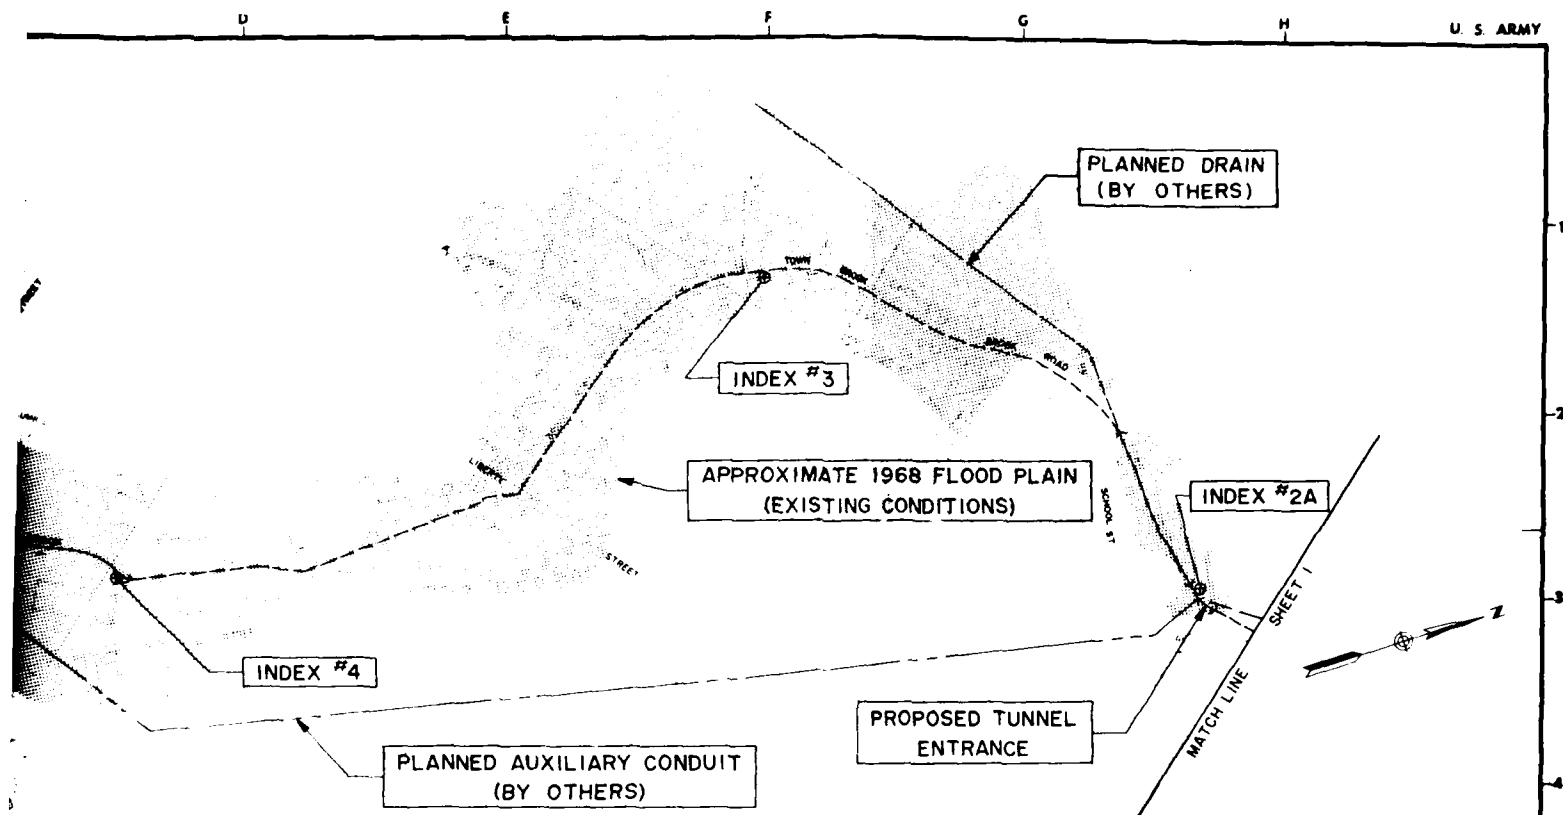 D E F G H
U. S. ARMY
PLANNED DRAIN
(BY OTHERS)
1
TOWN BROOK
INDEX #3
BROOK ROAD
2
LIBERTY
APPROXIMATE 1968 FLOOD PLAIN
(EXISTING CONDITIONS)
INDEX #2A
SCHOOL ST
STREET
3
SHEET 1
N
INDEX #4
MATCH LINE
PROPOSED TUNNEL
ENTRANCE
PLANNED AUXILIARY CONDUIT
(BY OTHERS)
4